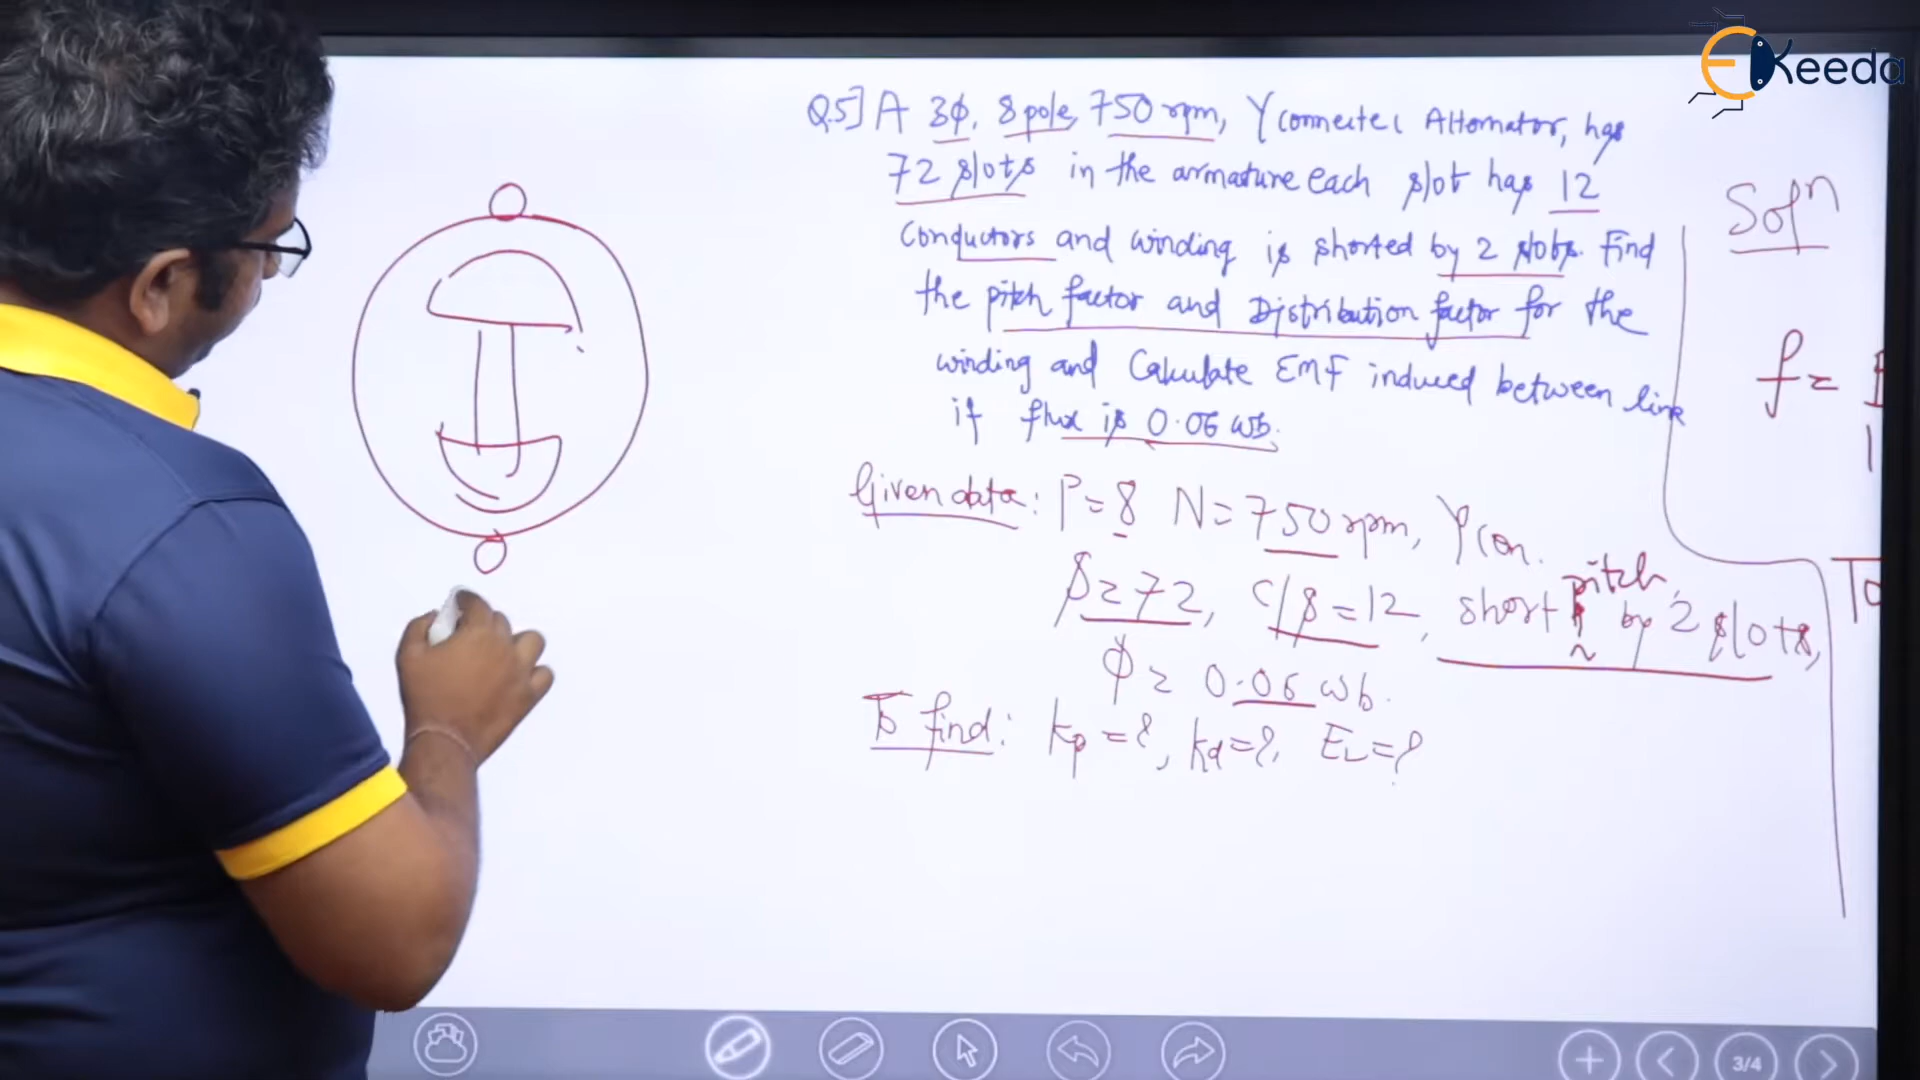 EKeeda
Q.5] A 3ϕ, 8 pole, 750 rpm, Y connected Alternator, has
72 slots in the armature each slot has 12
conductors and winding is shorted by 2 slots. Find
the pitch factor and Distribution factor for the
winding and Calculate EMF induced between line
if flux is 0.06 wb.
Given data: P=8 N=750 rpm, Y con.
S=72, C/S=12, short pitch by 2 slots,
ϕ=0.06 wb.
To find: Kp=?, Kd=?, EL=?
Solⁿ
f=
To
3/4